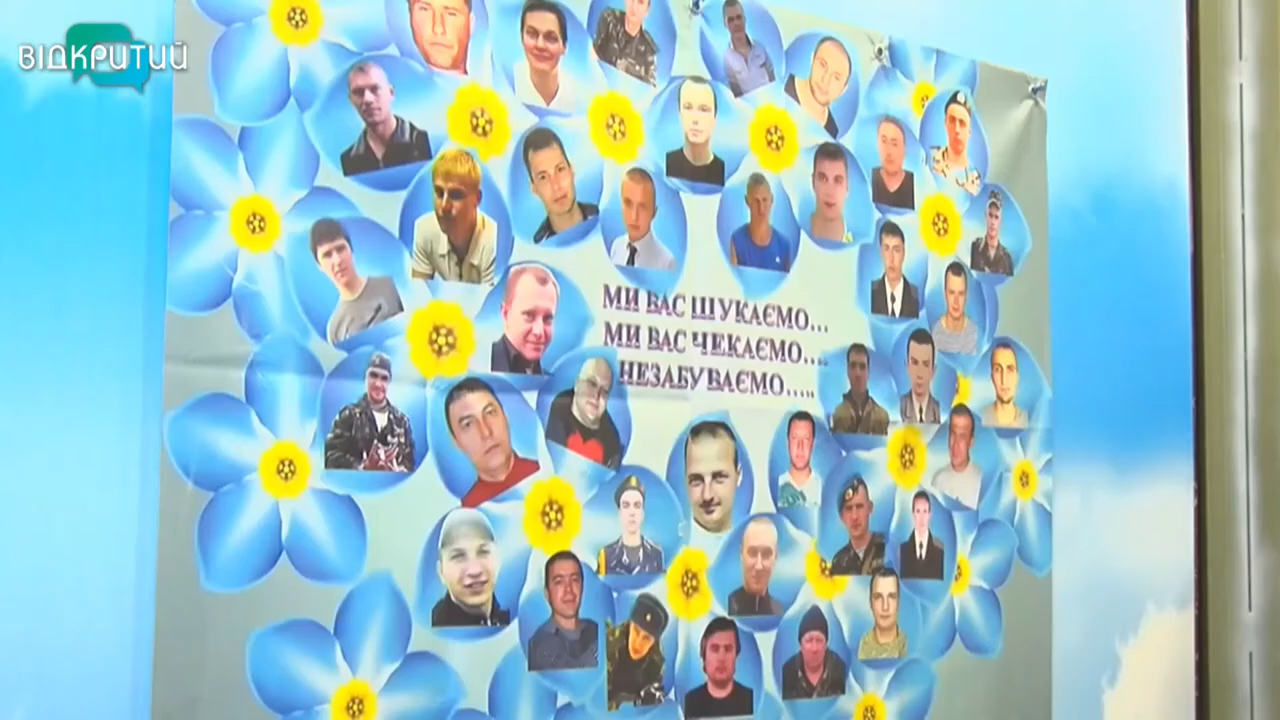 ВІДКРИТИЙ
МИ ВАС ШУКАЄМО...
МИ ВАС ЧЕКАЄМО....
НЕЗАБУВАЄМО.....